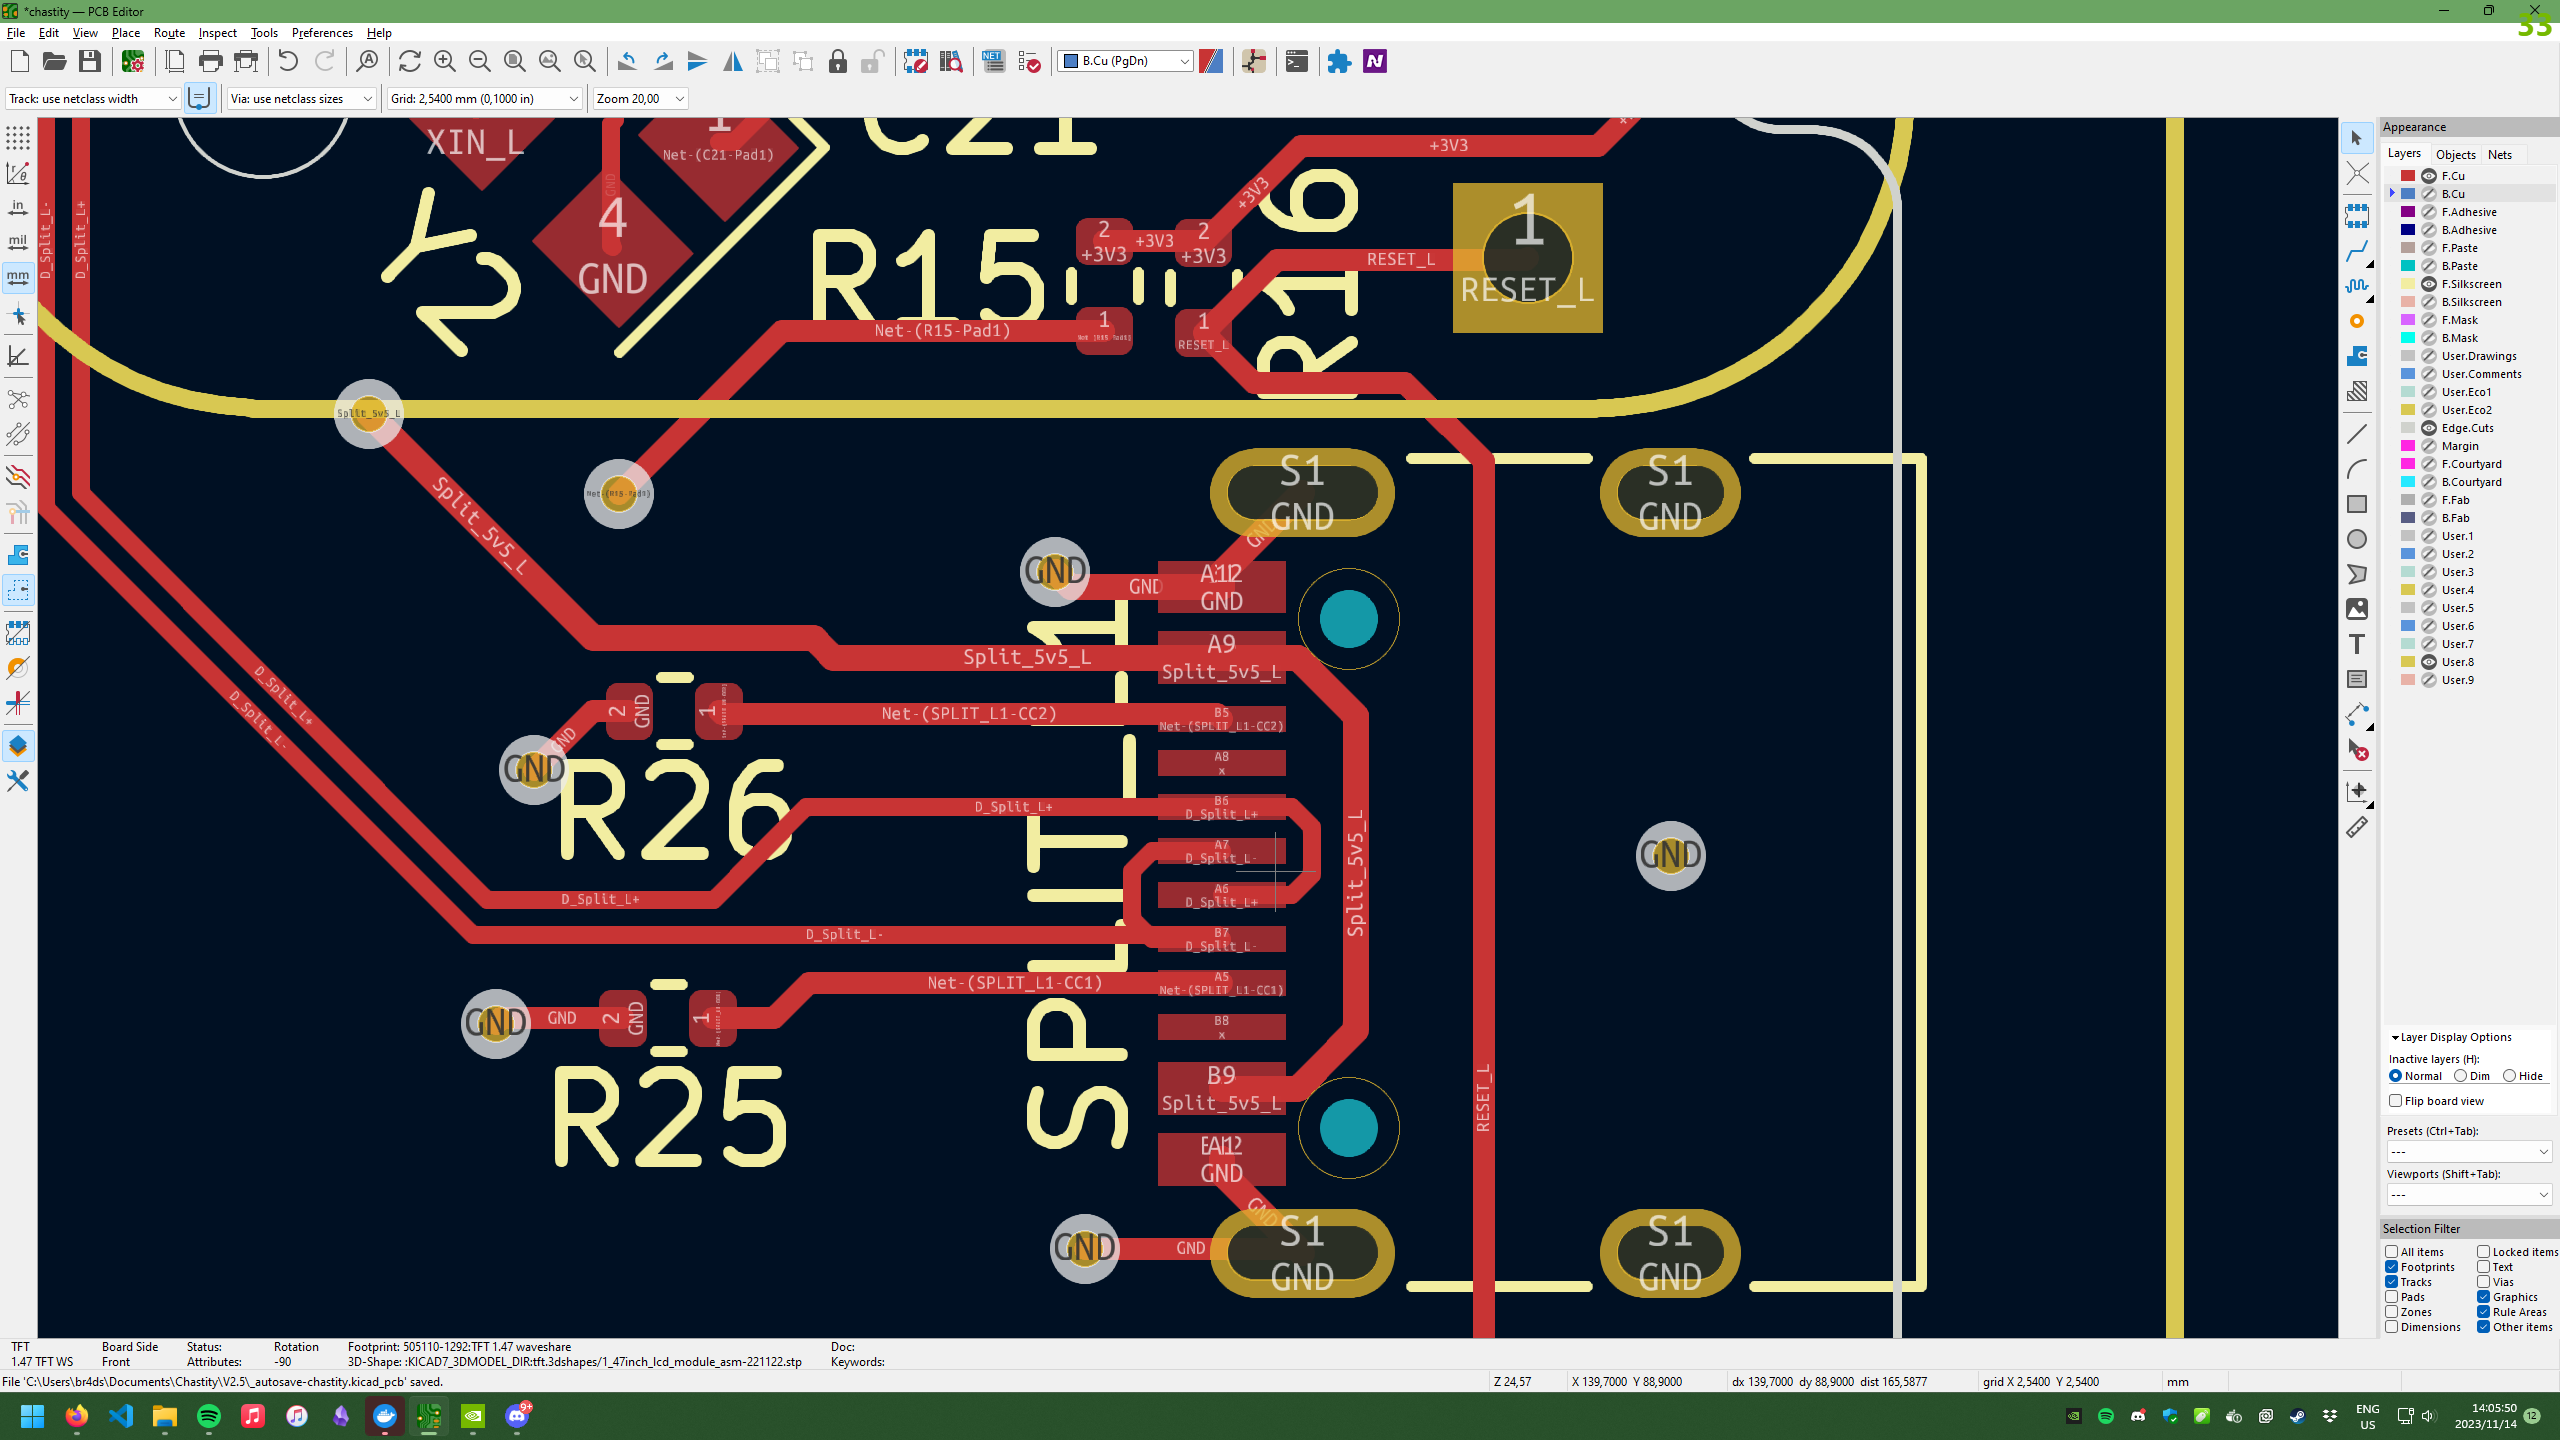 *chastity — PCB Editor
33
File Edit View Place Route Inspect Tools Preferences Help
B.Cu (PgDn)
Track: use netclass width
Via: use netclass sizes
Grid: 2,5400 mm (0,1000 in)
Zoom 20,00
in
mil
mm
XIN_L
1
Net-(C21-Pad1)
C21
GND
4
GND
Y2
D_Split_L-
D_Split_L+
+3V3
+3V3
R15
R16
2
+3V3
+3V3
2
+3V3
1
RESET_L
RESET_L
Net-(R15-Pad1)
1
1
RESET_L
Split_5v5_L
Net-(R15-Pad1)
Split_5v5_L
S1
GND
S1
GND
GND
GND
GND
A12
GND
A9
Split_5v5_L
Split_5v5_L
B5
Net-(SPLIT_L1-CC2)
Net-(SPLIT_L1-CC2)
2
GND
1
GND
GND
R26
A8
x
B6
D_Split_L+
D_Split_L+
A7
D_Split_L-
A6
D_Split_L+
D_Split_L+
D_Split_L-
D_Split_L+
D_Split_L-
B7
D_Split_L-
A5
Net-(SPLIT_L1-CC1)
Net-(SPLIT_L1-CC1)
B8
x
B9
Split_5v5_L
Split_5v5_L
SPLIT_L1
GND
RESET_L
GND
GND
2
GND
1
R25
GND
GND
GND
GND
S1
GND
S1
GND
Appearance
Layers Objects Nets
F.Cu
B.Cu
F.Adhesive
B.Adhesive
F.Paste
B.Paste
F.Silkscreen
B.Silkscreen
F.Mask
B.Mask
User.Drawings
User.Comments
User.Eco1
User.Eco2
Edge.Cuts
Margin
F.Courtyard
B.Courtyard
F.Fab
B.Fab
User.1
User.2
User.3
User.4
User.5
User.6
User.7
User.8
User.9
Layer Display Options
Inactive layers (H):
Normal Dim Hide
Flip board view
Presets (Ctrl+Tab):
---
Viewports (Shift+Tab):
---
Selection Filter
All items Locked items
Footprints Text
Tracks Vias
Pads Graphics
Zones Rule Areas
Dimensions Other items
TFT Board Side Status: Rotation Footprint: 505110-1292:TFT 1.47 waveshare Doc:
1.47 TFT WS Front Attributes: -90 3D-Shape: :KICAD7_3DMODEL_DIR:tft.3dshapes/1_47inch_lcd_module_asm-221122.stp Keywords:
File 'C:\Users\br4ds\Documents\Chastity\V2.5\_autosave-chastity.kicad_pcb' saved. Z 24,57 X 139,7000 Y 88,9000 dx 139,7000 dy 88,9000 dist 165,5877 grid X 2,5400 Y 2,5400 mm
9+
ENG
US
14:05:50
2023/11/14
12